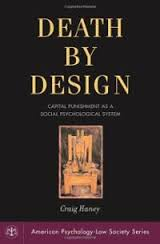 DEATH BY
DESIGN
CAPITAL PUNISHMENT AS A
SOCIAL PSYCHOLOGICAL SYSTEM
Craig Haney
American Psychology-Law Society Series